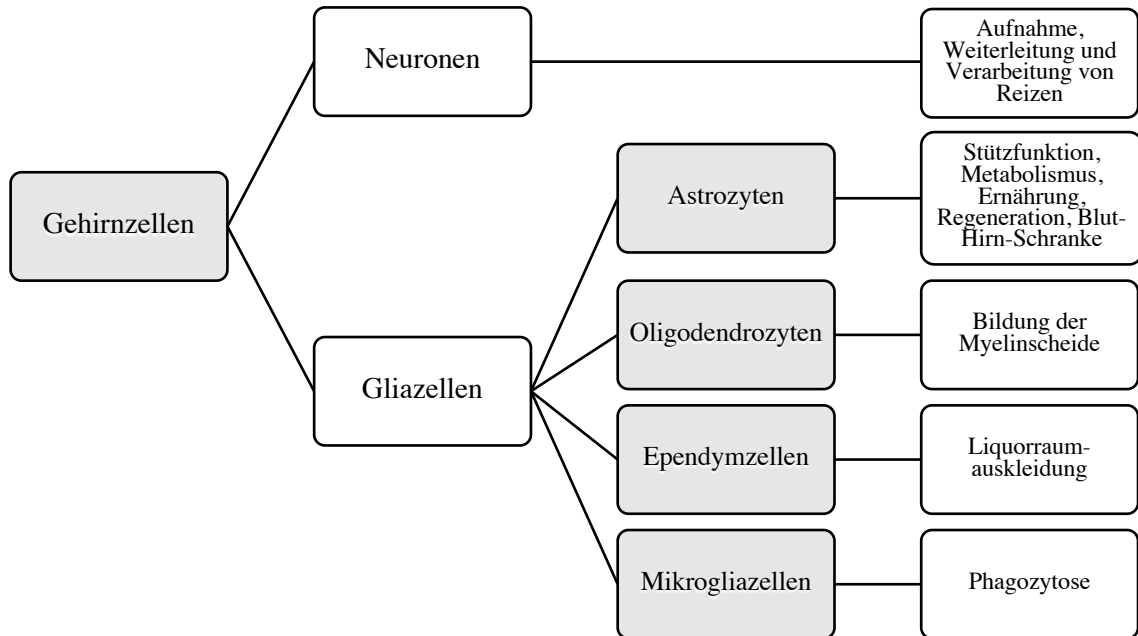 Gehirnzellen
Neuronen
Aufnahme,
Weiterleitung und
Verarbeitung von
Reizen
Gliazellen
Astrozyten
Stützfunktion,
Metabolismus,
Ernährung,
Regeneration, Blut-
Hirn-Schranke
Oligodendrozyten
Bildung der
Myelinscheide
Ependymzellen
Liquorraum-
auskleidung
Mikrogliazellen
Phagozytose